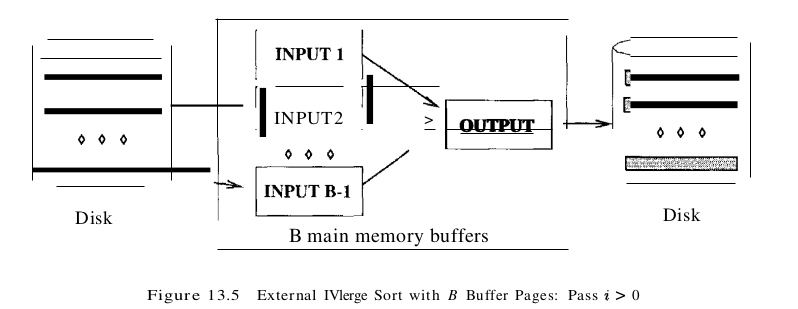 INPUT 1
INPUT2
>
OUTPUT
INPUT B-1
Disk
Disk
B main memory buffers
Figure 13.5 External IVlerge Sort with B Buffer Pages: Pass i > 0